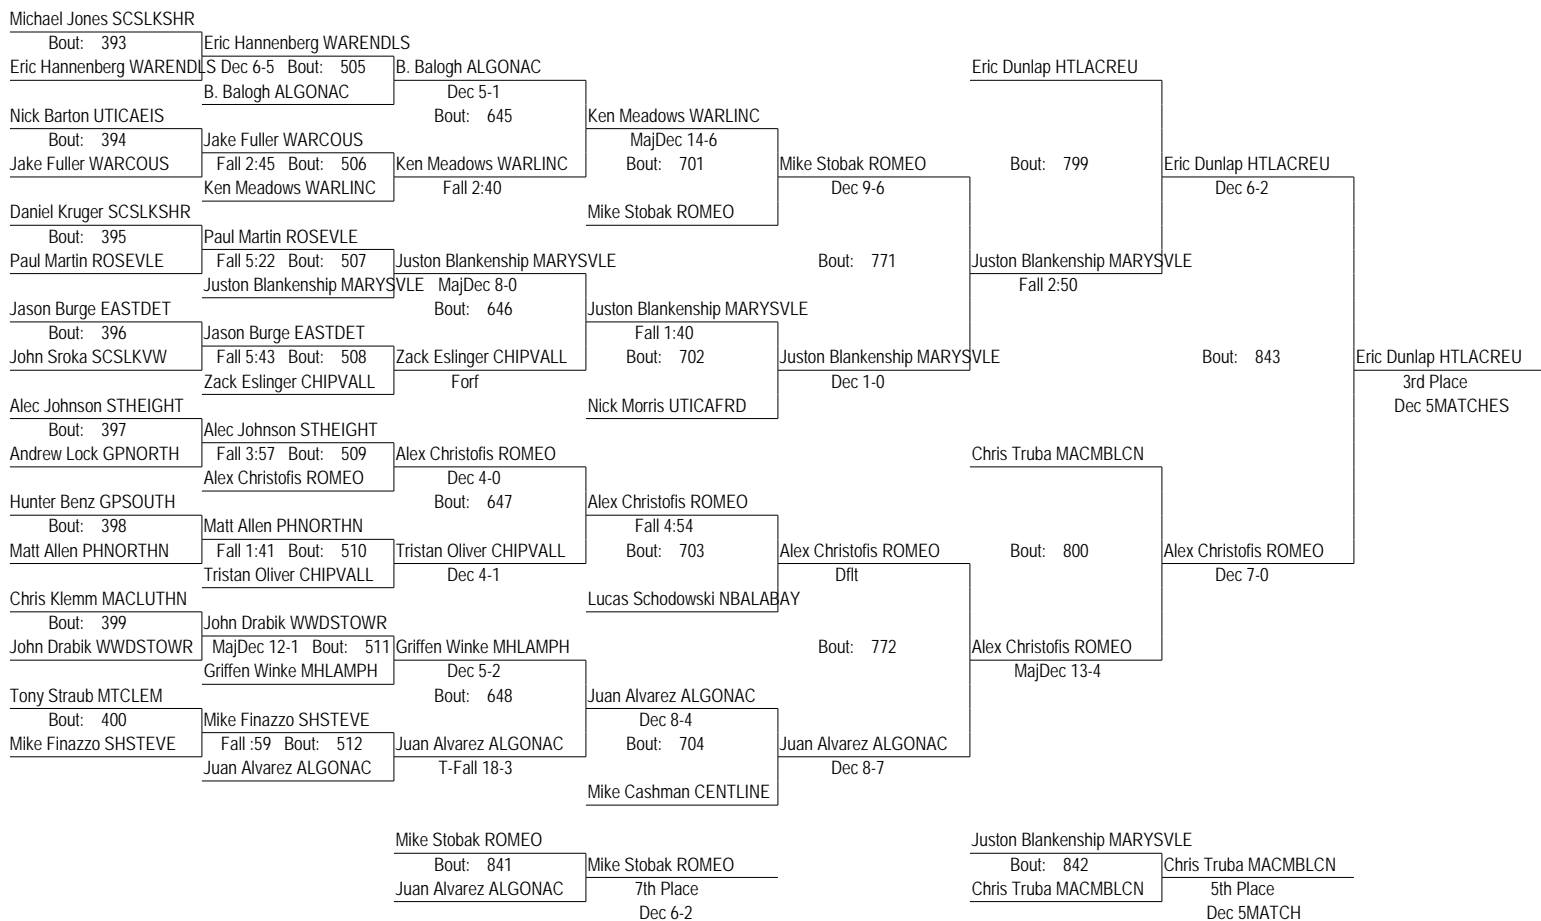 Michael Jones SCSLKSHR
Bout: 393 Eric Hannenberg WARENDLS
Eric Hannenberg WARENDLS Dec 6-5 Bout: 505 B. Balogh ALGONAC Eric Dunlap HTLACREU
B. Balogh ALGONAC Dec 5-1
Nick Barton UTICAEIS Bout: 645 Ken Meadows WARLINC
Bout: 394 Jake Fuller WARCOUS MajDec 14-6
Jake Fuller WARCOUS Fall 2:45 Bout: 506 Ken Meadows WARLINC Bout: 701 Mike Stobak ROMEO Bout: 799 Eric Dunlap HTLACREU
Ken Meadows WARLINC Fall 2:40 Dec 9-6 Dec 6-2
Daniel Kruger SCSLKSHR Mike Stobak ROMEO
Bout: 395 Paul Martin ROSEVLE
Paul Martin ROSEVLE Fall 5:22 Bout: 507 Juston Blankenship MARYSVLE Bout: 771 Juston Blankenship MARYSVLE
Juston Blankenship MARYSVLE MajDec 8-0 Fall 2:50
Jason Burge EASTDET Bout: 646 Juston Blankenship MARYSVLE
Bout: 396 Jason Burge EASTDET Fall 1:40
John Sroka SCSLKVW Fall 5:43 Bout: 508 Zack Eslinger CHIPVALL Bout: 702 Juston Blankenship MARYSVLE Bout: 843 Eric Dunlap HTLACREU
Zack Eslinger CHIPVALL Forf Dec 1-0 3rd Place
Alec Johnson STHEIGHT Nick Morris UTICAFRD Dec 5MATCHES
Bout: 397 Alec Johnson STHEIGHT
Andrew Lock GPNORTH Fall 3:57 Bout: 509 Alex Christofis ROMEO Chris Truba MACMBLCN
Alex Christofis ROMEO Dec 4-0
Hunter Benz GPSOUTH Bout: 647 Alex Christofis ROMEO
Bout: 398 Matt Allen PHNORTHN Fall 4:54
Matt Allen PHNORTHN Fall 1:41 Bout: 510 Tristan Oliver CHIPVALL Bout: 703 Alex Christofis ROMEO Bout: 800 Alex Christofis ROMEO
Tristan Oliver CHIPVALL Dec 4-1 Dflt Dec 7-0
Chris Klemm MACLUTHN Lucas Schodowski NBALABAY
Bout: 399 John Drabik WWDSTOWR
John Drabik WWDSTOWR MajDec 12-1 Bout: 511 Griffen Winke MHLAMPH Bout: 772 Alex Christofis ROMEO
Griffen Winke MHLAMPH Dec 5-2 MajDec 13-4
Tony Straub MTCLEM Bout: 648 Juan Alvarez ALGONAC
Bout: 400 Mike Finazzo SHSTEVE Dec 8-4
Mike Finazzo SHSTEVE Fall :59 Bout: 512 Juan Alvarez ALGONAC Bout: 704 Juan Alvarez ALGONAC
Juan Alvarez ALGONAC T-Fall 18-3 Dec 8-7
Mike Cashman CENTLINE
Mike Stobak ROMEO Juston Blankenship MARYSVLE
Bout: 841 Mike Stobak ROMEO Bout: 842 Chris Truba MACMBLCN
Juan Alvarez ALGONAC 7th Place Chris Truba MACMBLCN 5th Place
Dec 6-2 Dec 5MATCH